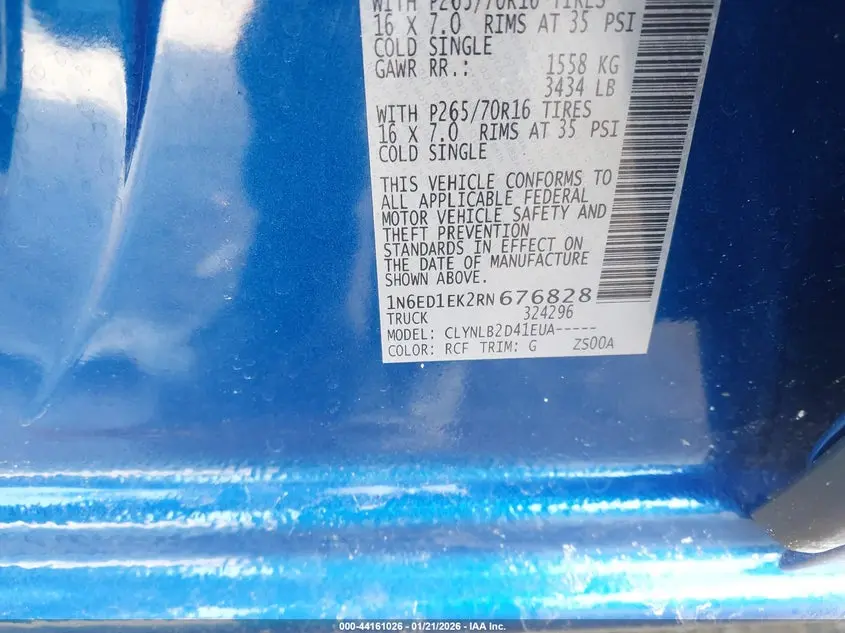 WITH P265/70R16 TIRES
16 X 7.0 RIMS AT 35 PSI
COLD SINGLE
GAWR RR.: 1558 KG
3434 LB
WITH P265/70R16 TIRES
16 X 7.0 RIMS AT 35 PSI
COLD SINGLE
THIS VEHICLE CONFORMS TO
ALL APPLICABLE FEDERAL
MOTOR VEHICLE SAFETY AND
THEFT PREVENTION
STANDARDS IN EFFECT ON
THE DATE OF MANUFACTURE
SHOWN ABOVE.
1N6ED1EK2RN676828
TRUCK 324296
MODEL: CLYNLB2D41EUA-----
COLOR: RCF TRIM: G ZS00A
000-44161026 - 01/21/2026 - IAA Inc.